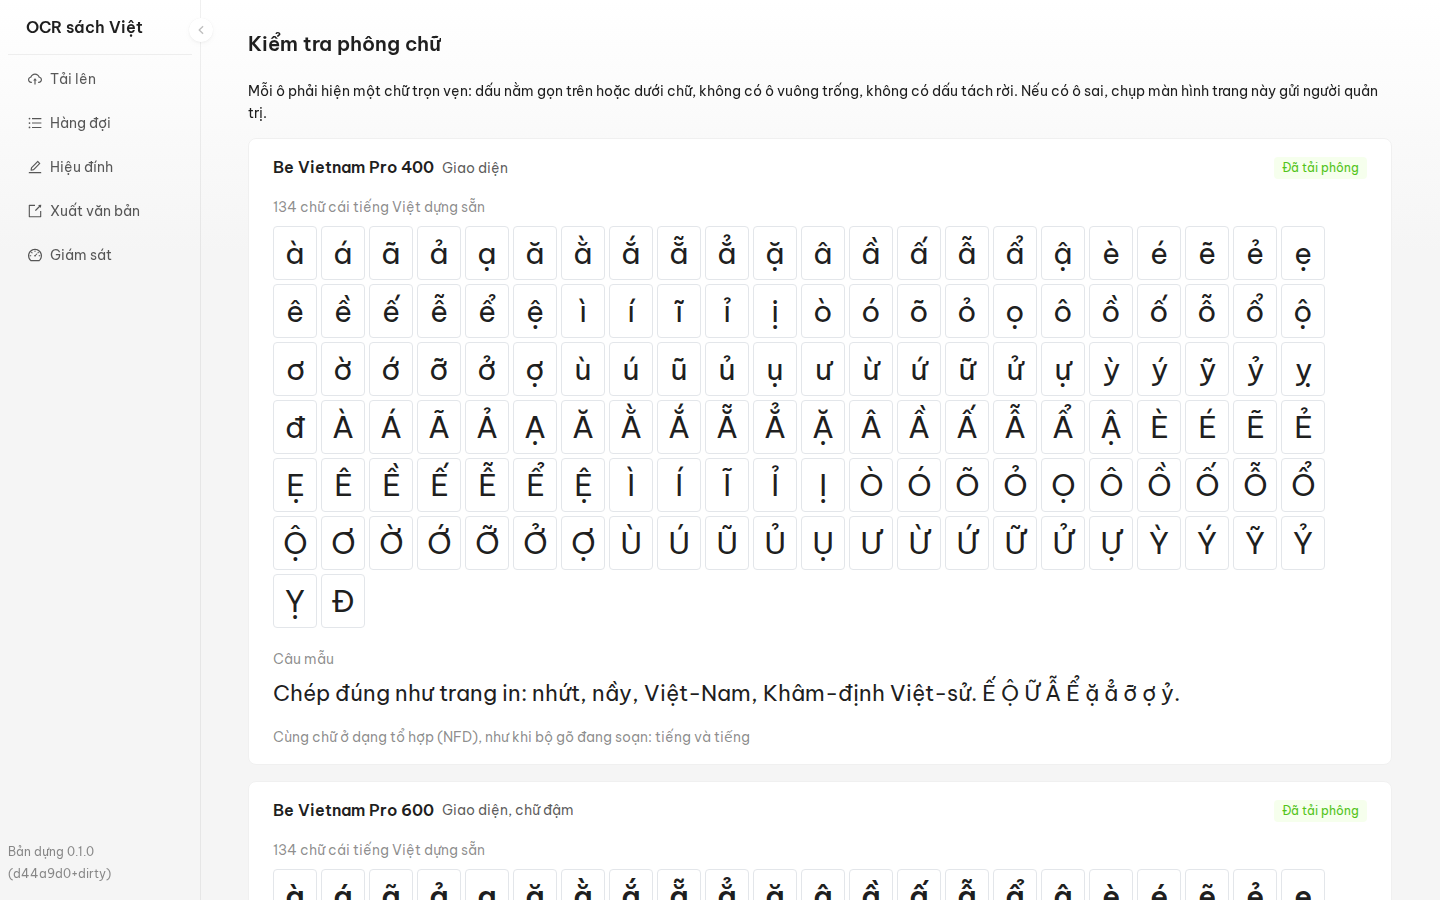 OCR sách Việt
Tải lên
Hàng đợi
Hiệu đính
Xuất văn bản
Giám sát
Bản dựng 0.1.0
(d44a9d0+dirty)
Kiểm tra phông chữ
Mỗi ô phải hiện một chữ trọn vẹn: dấu nằm gọn trên hoặc dưới chữ, không có ô vuông trống, không có dấu tách rời. Nếu có ô sai, chụp màn hình trang này gửi người quản
trị.
Be Vietnam Pro 400 Giao diện Đã tải phông
134 chữ cái tiếng Việt dựng sẵn
à á ã ả ạ ă ằ ắ ẵ ẳ ặ â ầ ấ ẫ ẩ ậ è é ẽ ẻ ẹ
ê ề ế ễ ể ệ ì í ĩ ỉ ị ò ó õ ỏ ọ ô ồ ố ỗ ổ ộ
ơ ờ ớ ỡ ở ợ ù ú ũ ủ ụ ư ừ ứ ữ ử ự ỳ ý ỹ ỷ ỵ
đ À Á Ã Ả Ạ Ă Ằ Ắ Ẵ Ẳ Ặ Â Ầ Ấ Ẫ Ẩ Ậ È É Ẽ Ẻ
Ẹ Ê Ề Ế Ễ Ể Ệ Ì Í Ĩ Ỉ Ị Ò Ó Õ Ỏ Ọ Ô Ồ Ố Ỗ Ổ
Ộ Ơ Ờ Ớ Ỡ Ở Ợ Ù Ú Ũ Ủ Ụ Ư Ừ Ứ Ữ Ử Ự Ỳ Ý Ỹ Ỷ
Ỵ Đ
Câu mẫu
Chép đúng như trang in: nhứt, nầy, Việt-Nam, Khâm-định Việt-sử. Ế Ộ Ữ Ẫ Ể ặ ẳ ỡ ợ ỷ.
Cùng chữ ở dạng tổ hợp (NFD), như khi bộ gõ đang soạn: tiếng và tiếng
Be Vietnam Pro 600 Giao diện, chữ đậm Đã tải phông
134 chữ cái tiếng Việt dựng sẵn
à á ã ả ạ ă ằ ắ ẵ ẳ ặ â ầ ấ ẫ ẩ ậ è é ẽ ẻ ẹ